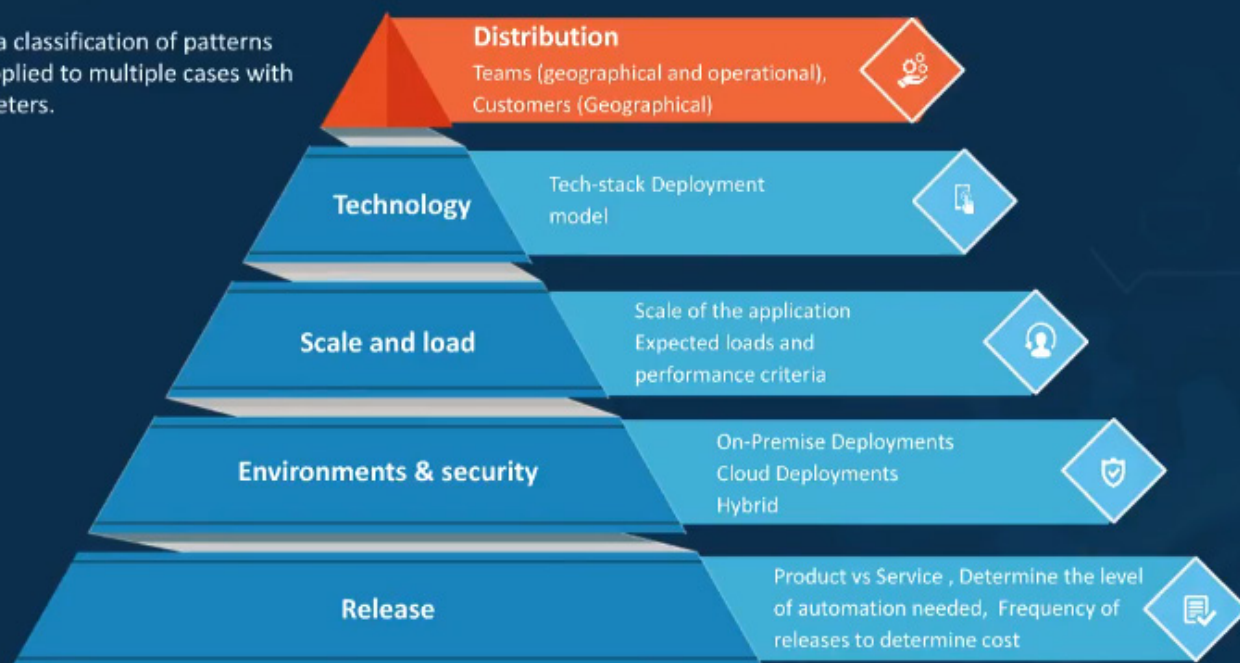 a classification of patterns
plied to multiple cases with
eters.
Distribution
Teams (geographical and operational),
Customers (Geographical)
Technology
Tech-stack Deployment
model
Scale and load
Scale of the application
Expected loads and
performance criteria
Environments & security
On-Premise Deployments
Cloud Deployments
Hybrid
Release
Product vs Service , Determine the level
of automation needed,  Frequency of
releases to determine cost